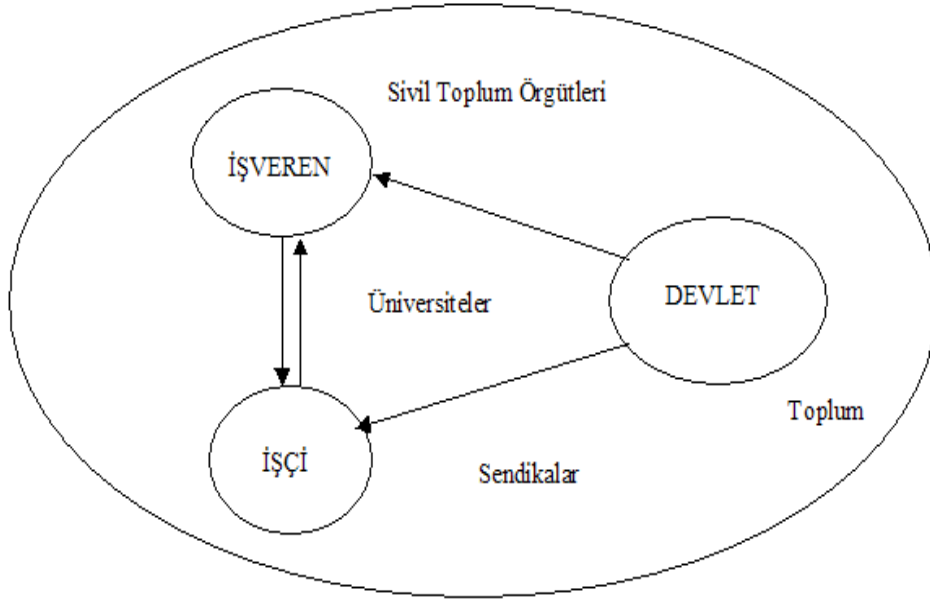 Sivil Toplum Örgütleri
İŞVEREN
Üniversiteler
DEVLET
Toplum
İŞÇİ
Sendikalar